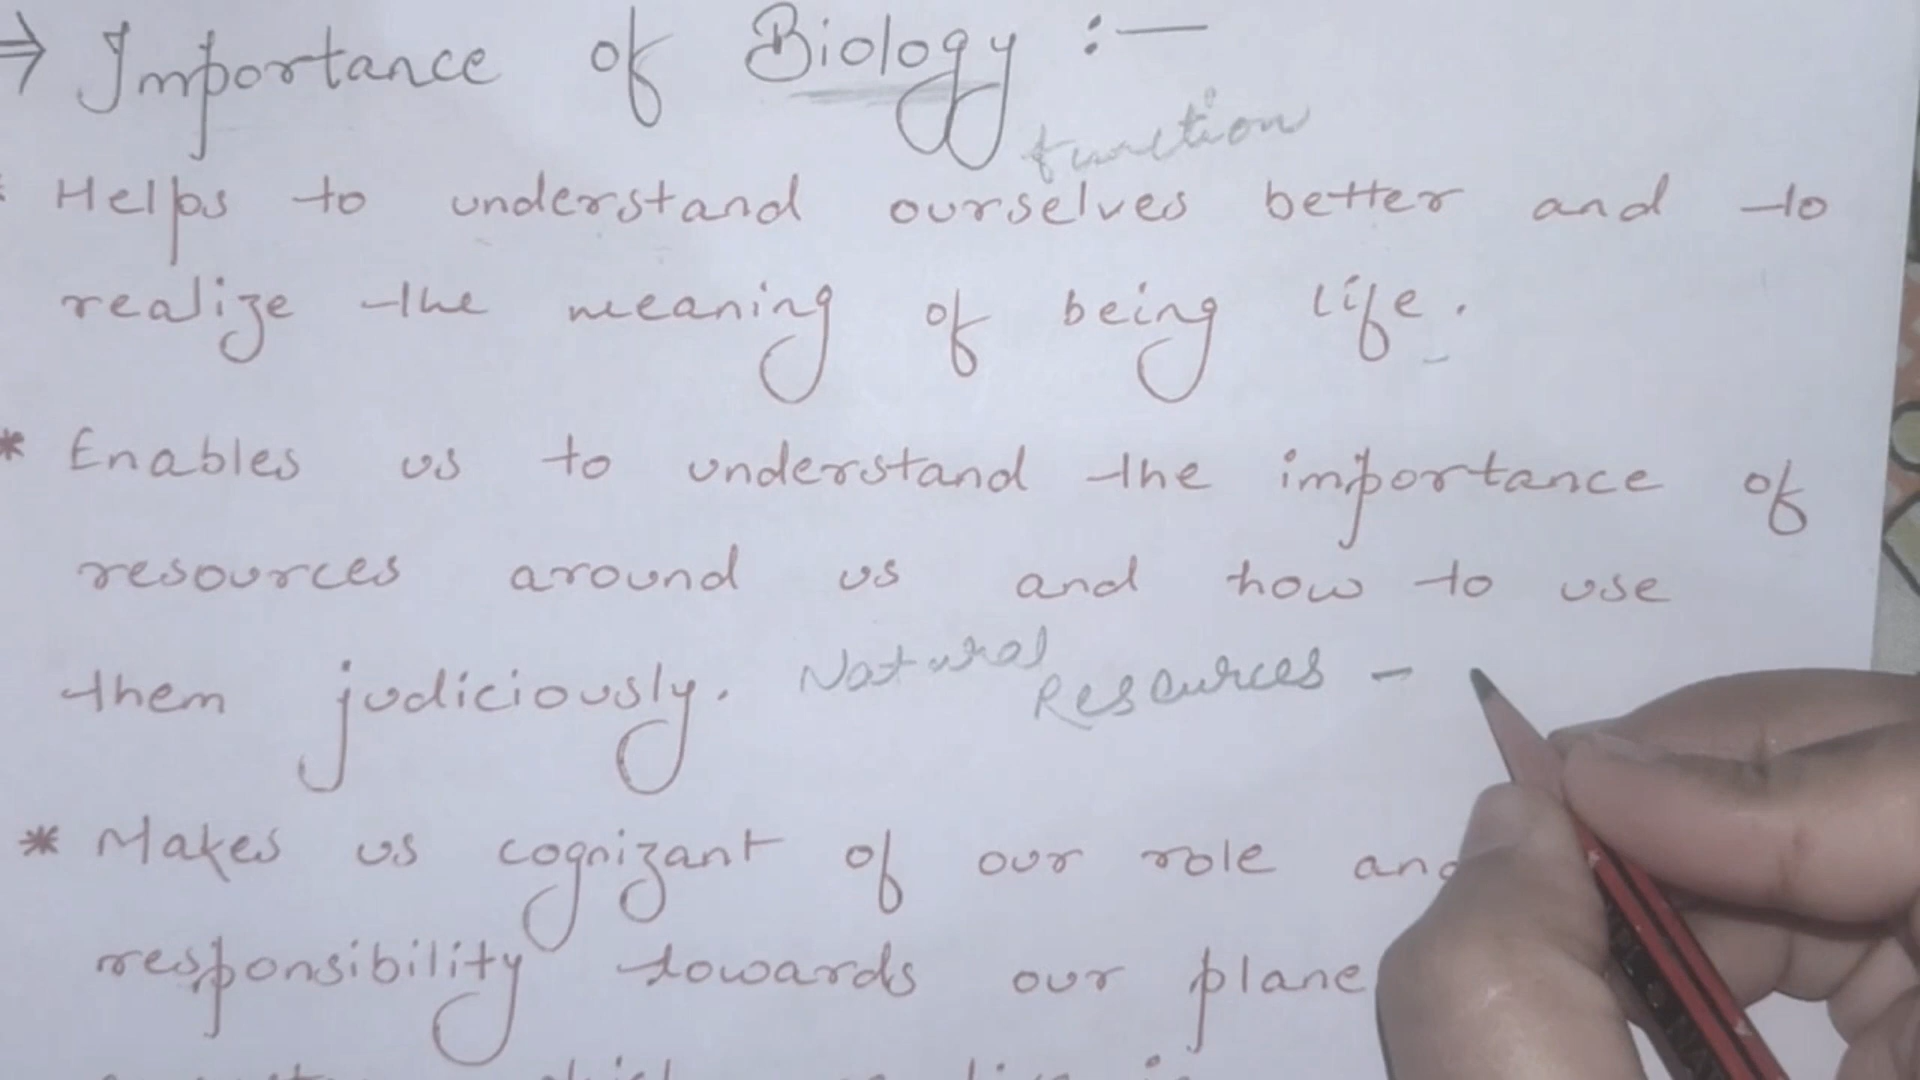 ⇒ Importance of Biology :—
function
Helps to understand ourselves better and to
realize the meaning of being life.
* Enables us to understand the importance of
resources around us and how to use
them judiciously. Natural Resources -
* Makes us cognizant of our role and
responsibility towards our plane